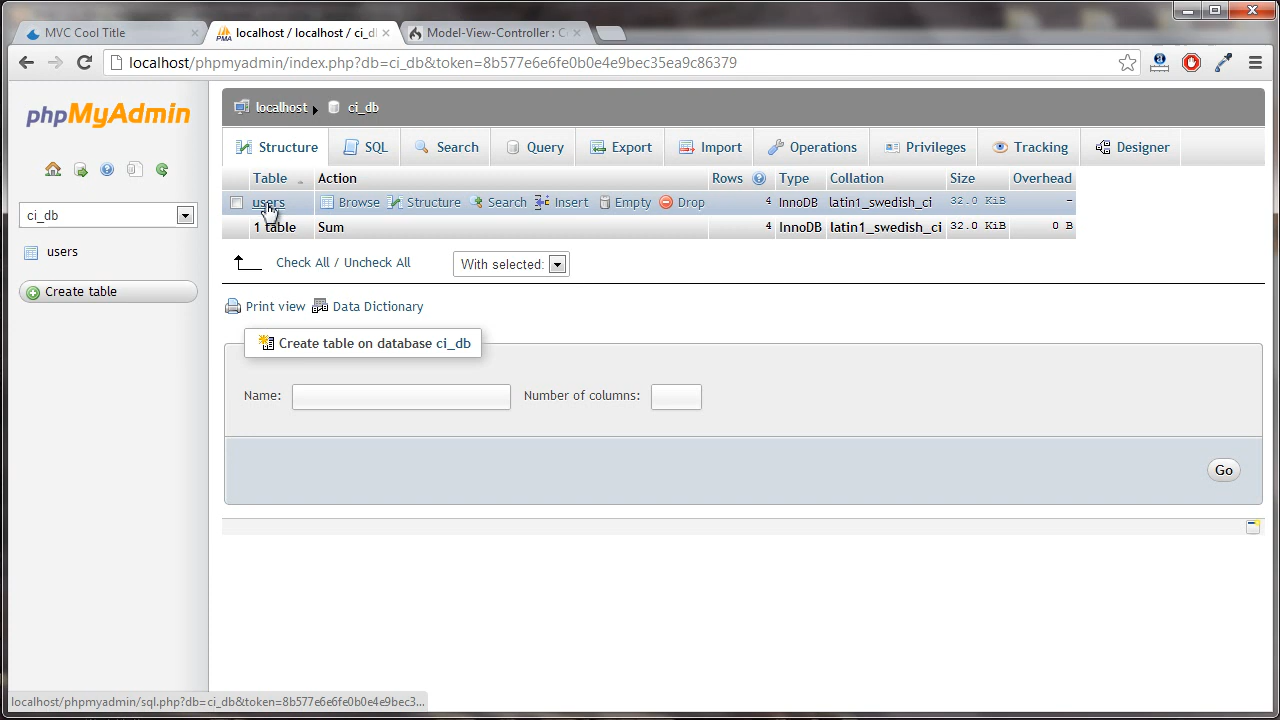 MVC Cool Title
localhost / localhost / ci_d
Model-View-Controller : C
localhost/phpmyadmin/index.php?db=ci_db&token=8b577e6e6fe0b0e4e9bec35ea9c86379
phpMyAdmin
ci_db
users
Create table
localhost ci_db
Structure SQL Search Query Export Import Operations Privileges Tracking Designer
Table Action Rows Type Collation Size Overhead
users Browse Structure Search Insert Empty Drop 4 InnoDB latin1_swedish_ci 32.0 KiB -
1 table Sum 4 InnoDB latin1_swedish_ci 32.0 KiB 0 B
Check All / Uncheck All With selected:
Print view Data Dictionary
Create table on database ci_db
Name: Number of columns:
Go
localhost/phpmyadmin/sql.php?db=ci_db&token=8b577e6e6fe0b0e4e9bec3...